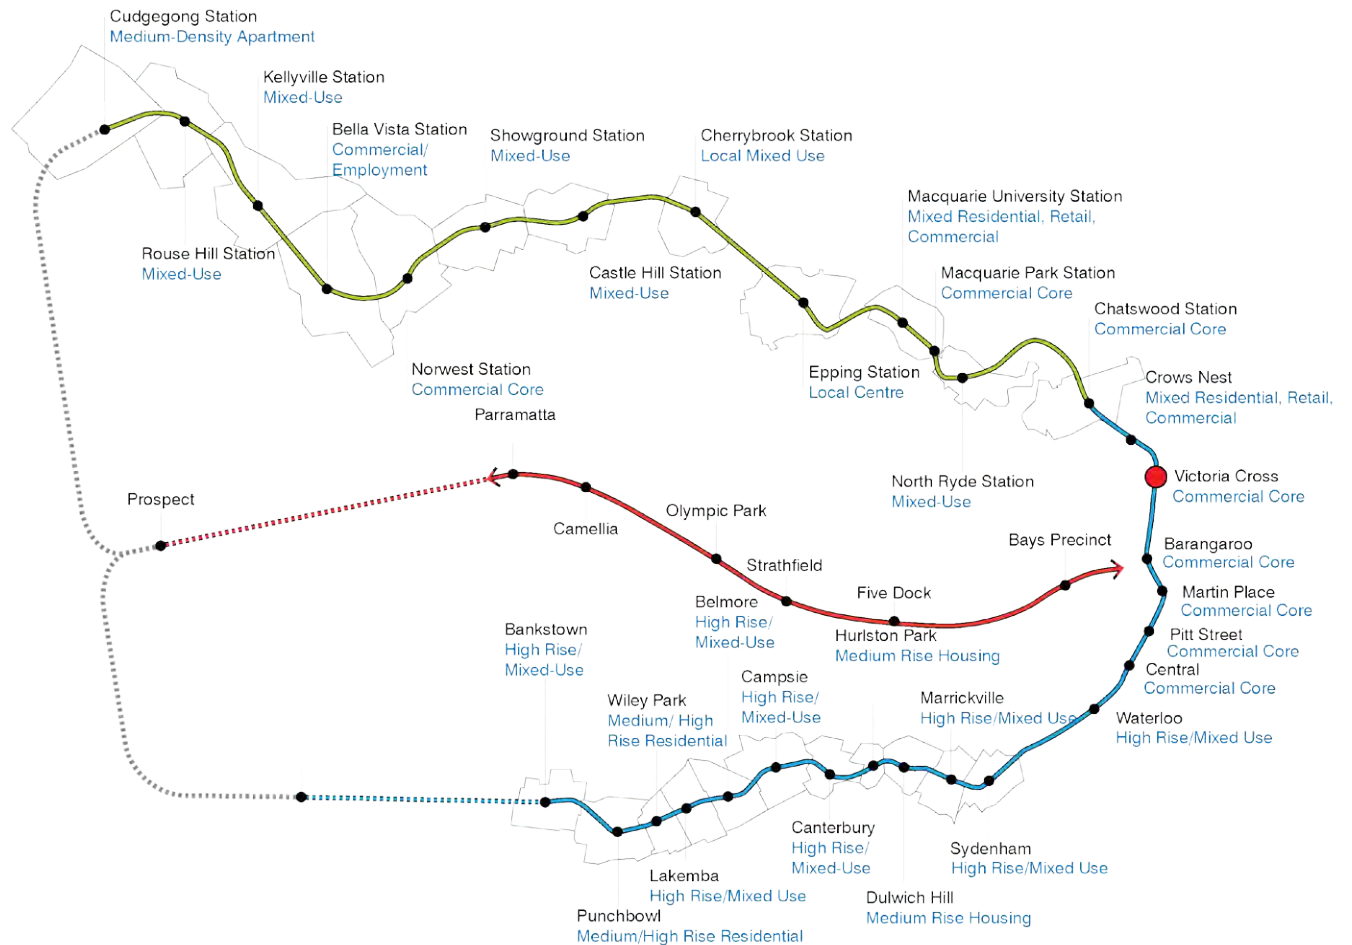 Cudgegong Station
Medium-Density Apartment
Kellyville Station
Mixed-Use
Bella Vista Station
Commercial/
Employment
Showground Station
Mixed-Use
Cherrybrook Station
Local Mixed Use
Macquarie University Station
Mixed Residential, Retail,
Commercial
Rouse Hill Station
Mixed-Use
Castle Hill Station
Mixed-Use
Macquarie Park Station
Commercial Core
Chatswood Station
Commercial Core
Norwest Station
Commercial Core
Epping Station
Local Centre
Crows Nest
Mixed Residential, Retail,
Commercial
Parramatta
North Ryde Station
Mixed-Use
Victoria Cross
Commercial Core
Prospect
Camellia
Olympic Park
Strathfield
Five Dock
Bays Precinct
Barangaroo
Commercial Core
Martin Place
Commercial Core
Pitt Street
Commercial Core
Central
Commercial Core
Waterloo
High Rise/Mixed Use
Bankstown
High Rise/
Mixed-Use
Belmore
High Rise/
Mixed-Use
Hurlston Park
Medium Rise Housing
Wiley Park
Medium/ High
Rise Residential
Campsie
High Rise/
Mixed-Use
Marrickville
High Rise/Mixed Use
Canterbury
High Rise/
Mixed-Use
Sydenham
High Rise/Mixed Use
Lakemba
High Rise/Mixed Use
Dulwich Hill
Medium Rise Housing
Punchbowl
Medium/High Rise Residential